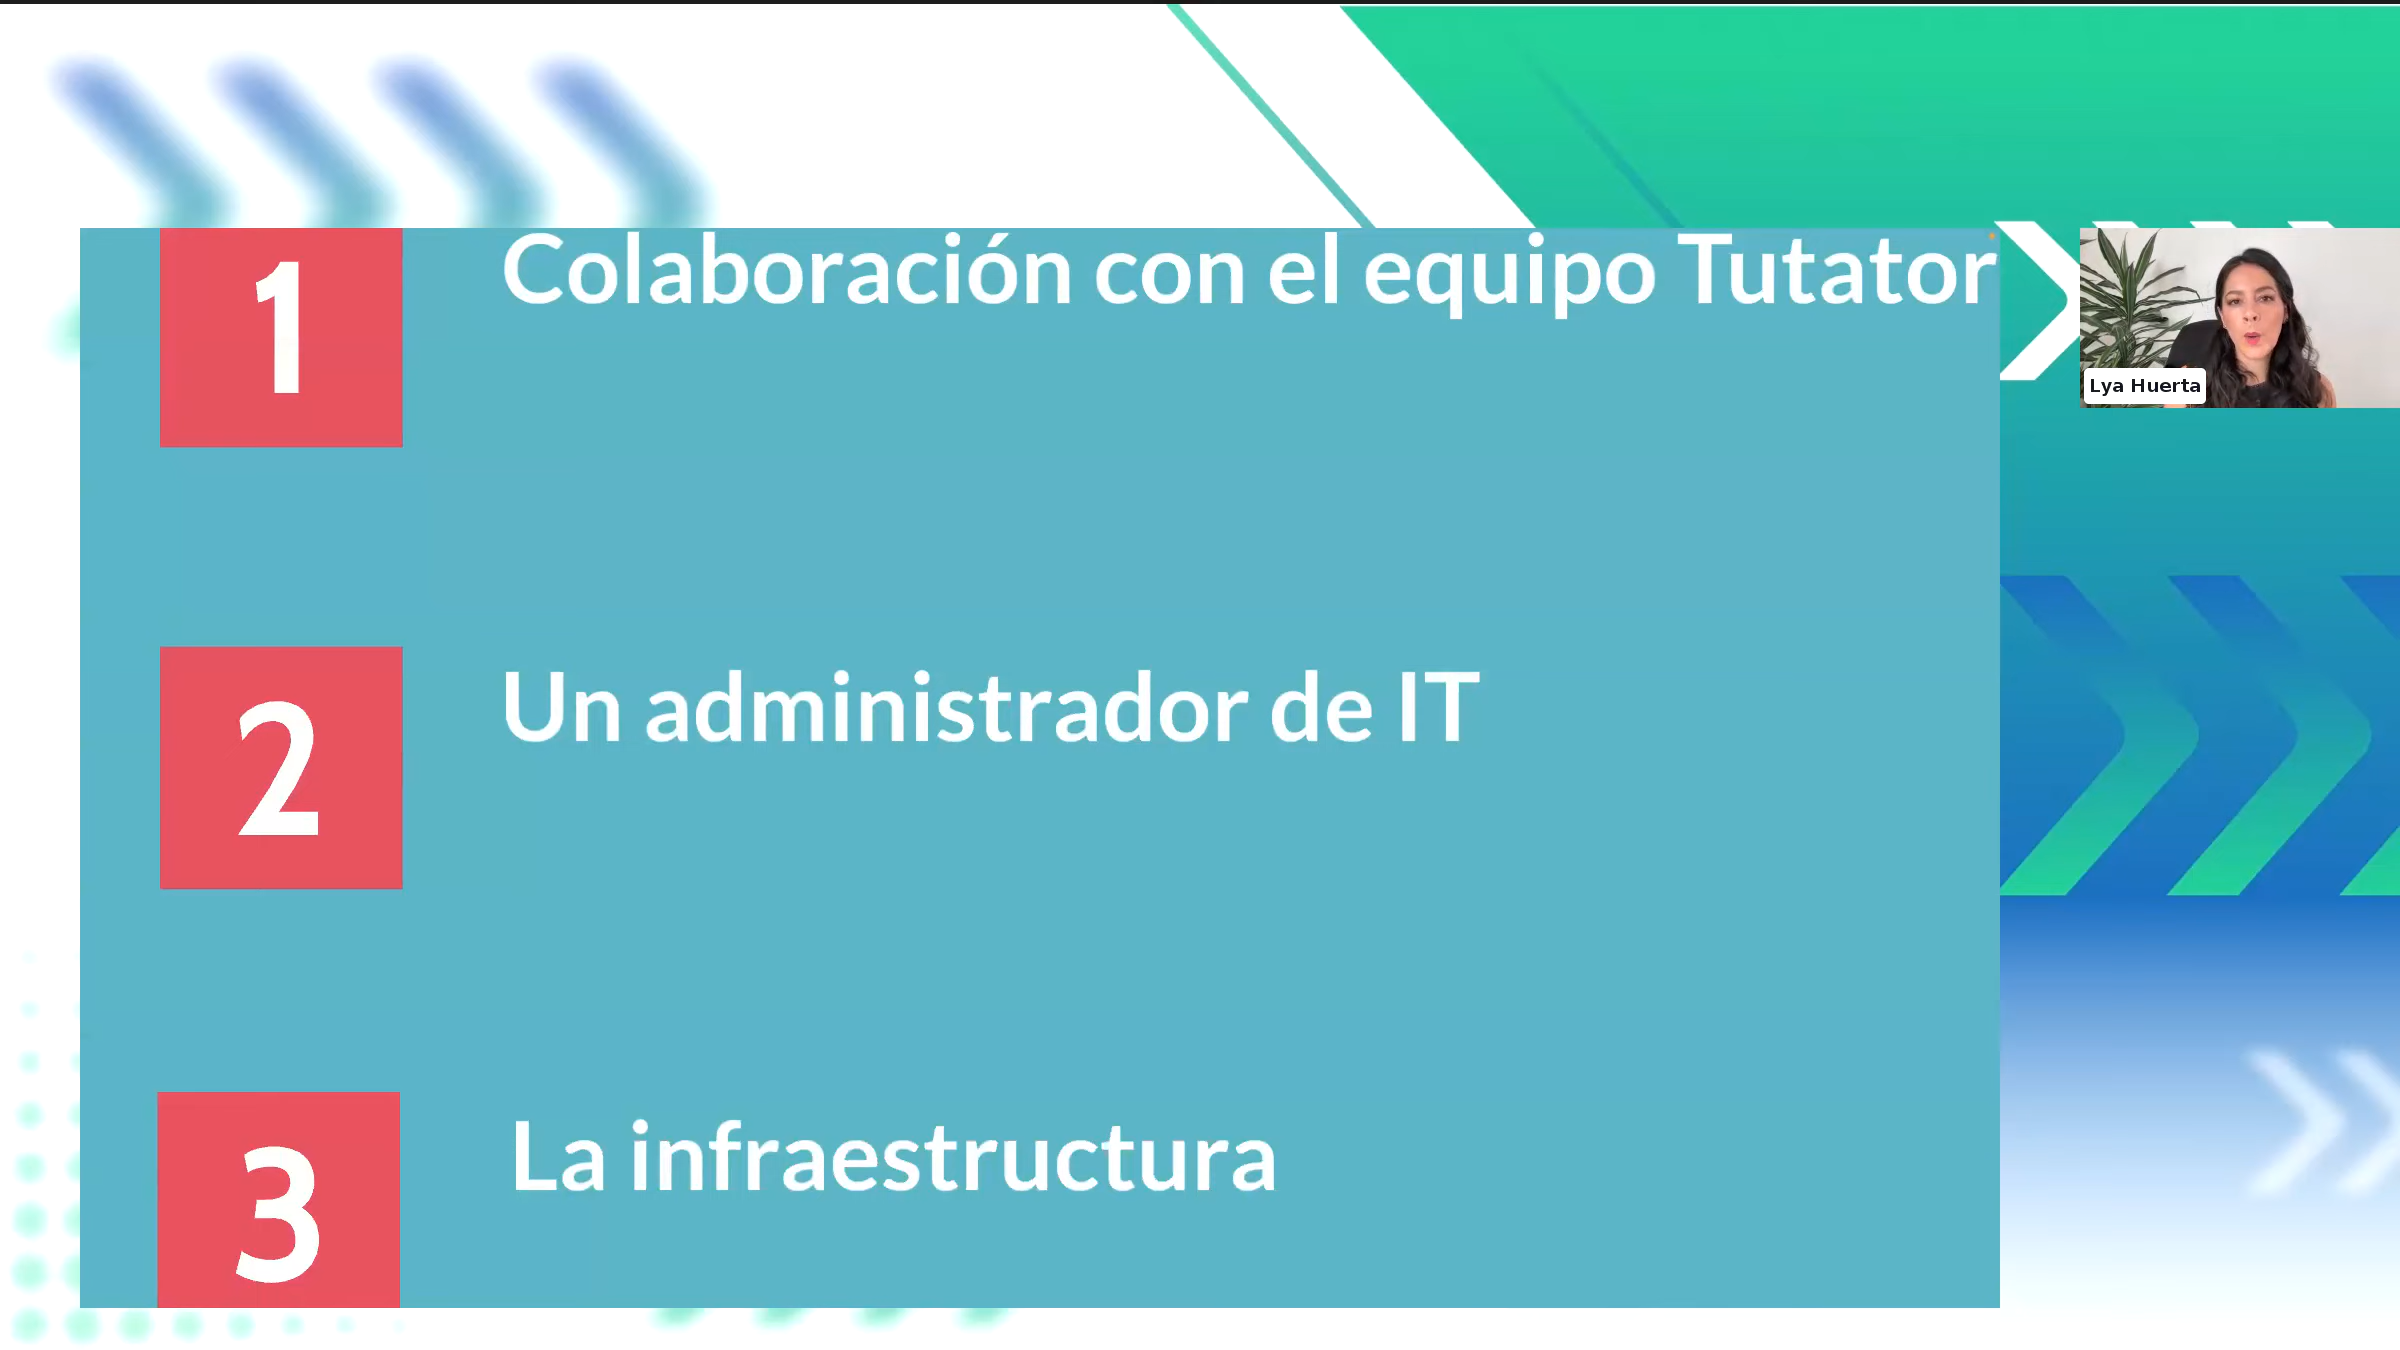 1
Colaboración con el equipo Tutator
Lya Huerta
2
Un administrador de IT
3
La infraestructura